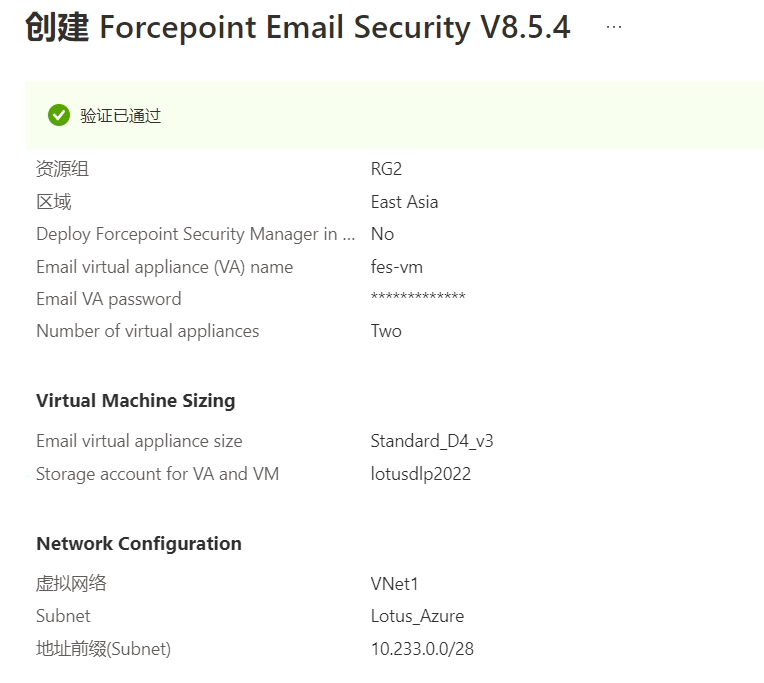 创建 Forcepoint Email Security V8.5.4 ...
验证已通过
资源组 RG2
区域 East Asia
Deploy Forcepoint Security Manager in ... No
Email virtual appliance (VA) name fes-vm
Email VA password *************
Number of virtual appliances Two
Virtual Machine Sizing
Email virtual appliance size Standard_D4_v3
Storage account for VA and VM lotusdlp2022
Network Configuration
虚拟网络 VNet1
Subnet Lotus_Azure
地址前缀(Subnet) 10.233.0.0/28